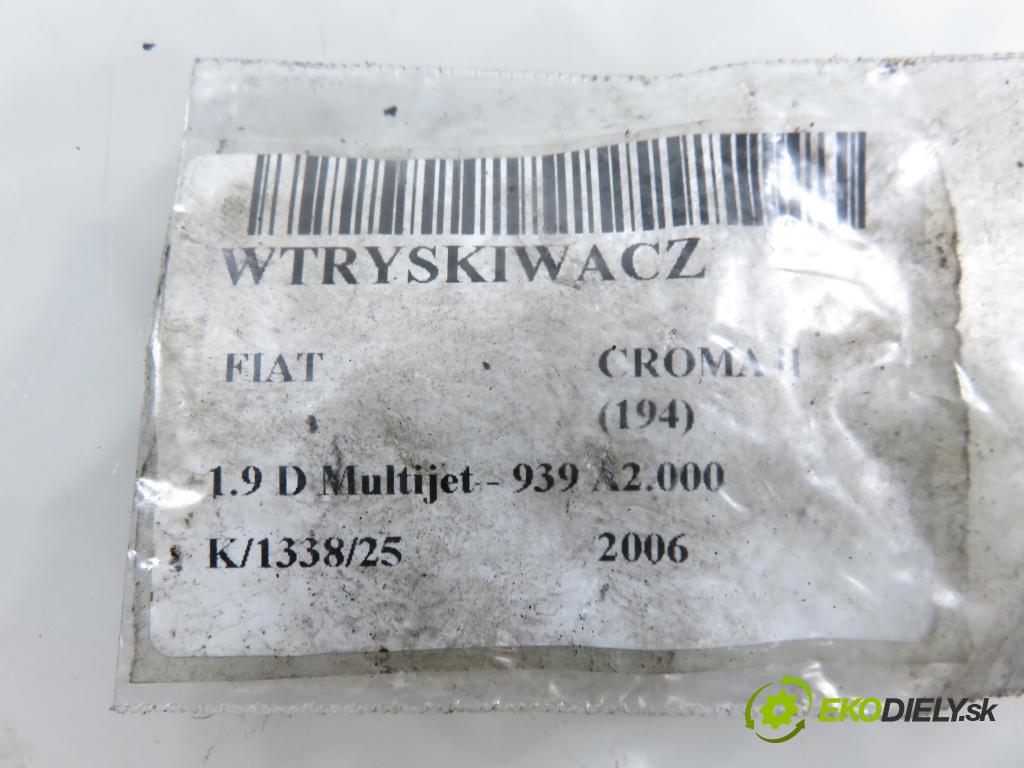 WTRYSKIWACZ
FIAT CROMA II
(194)
1.9 D Multijet - 939 A2.000
K/1338/25 2006
EKODIELY.sk